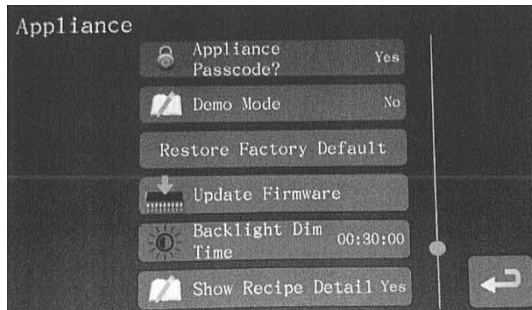 Appliance
Appliance
Passcode?
Yes
Demo Mode No
Restore Factory Default
Update Firmware
Backlight Dim
Time
00:30:00
Show Recipe Detail Yes